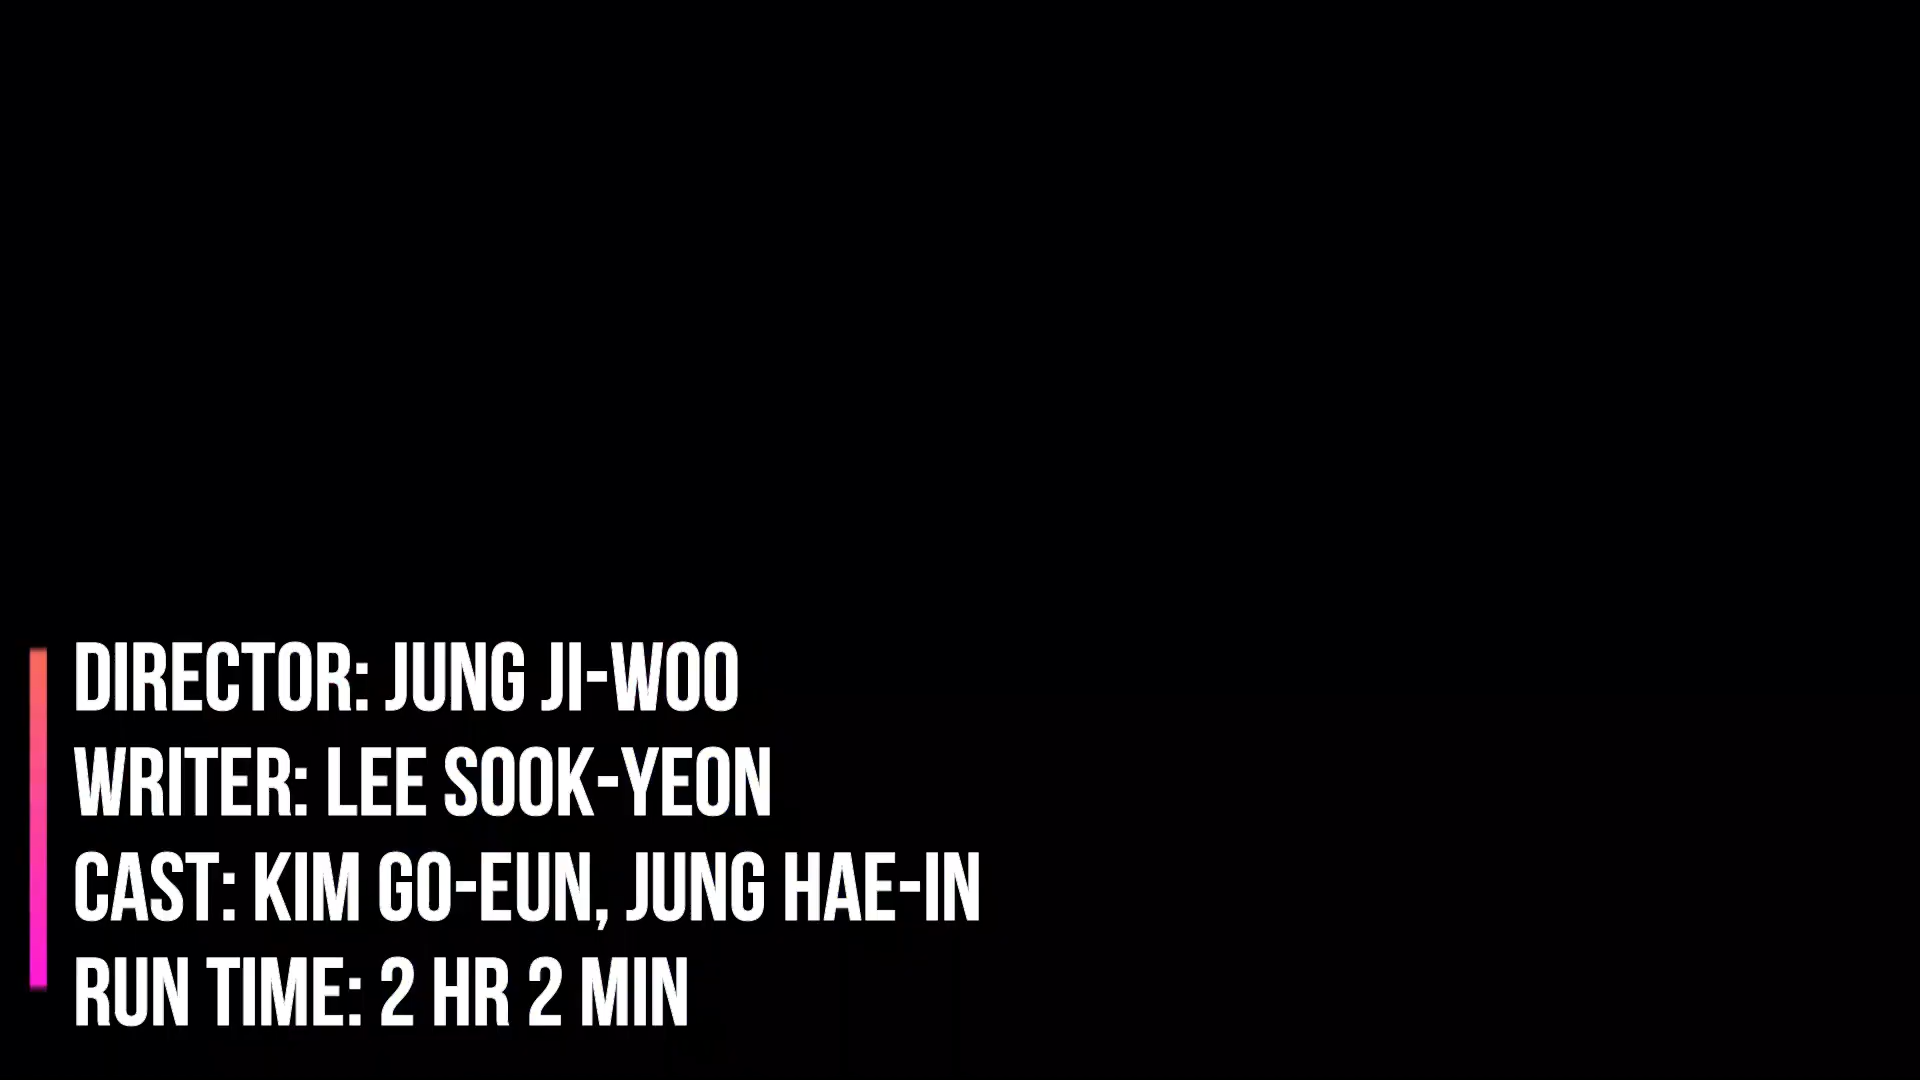 DIRECTOR: JUNG JI-WOO
WRITER: LEE SOOK-YEON
CAST: KIM GO-EUN, JUNG HAE-IN
RUN TIME: 2 HR 2 MIN